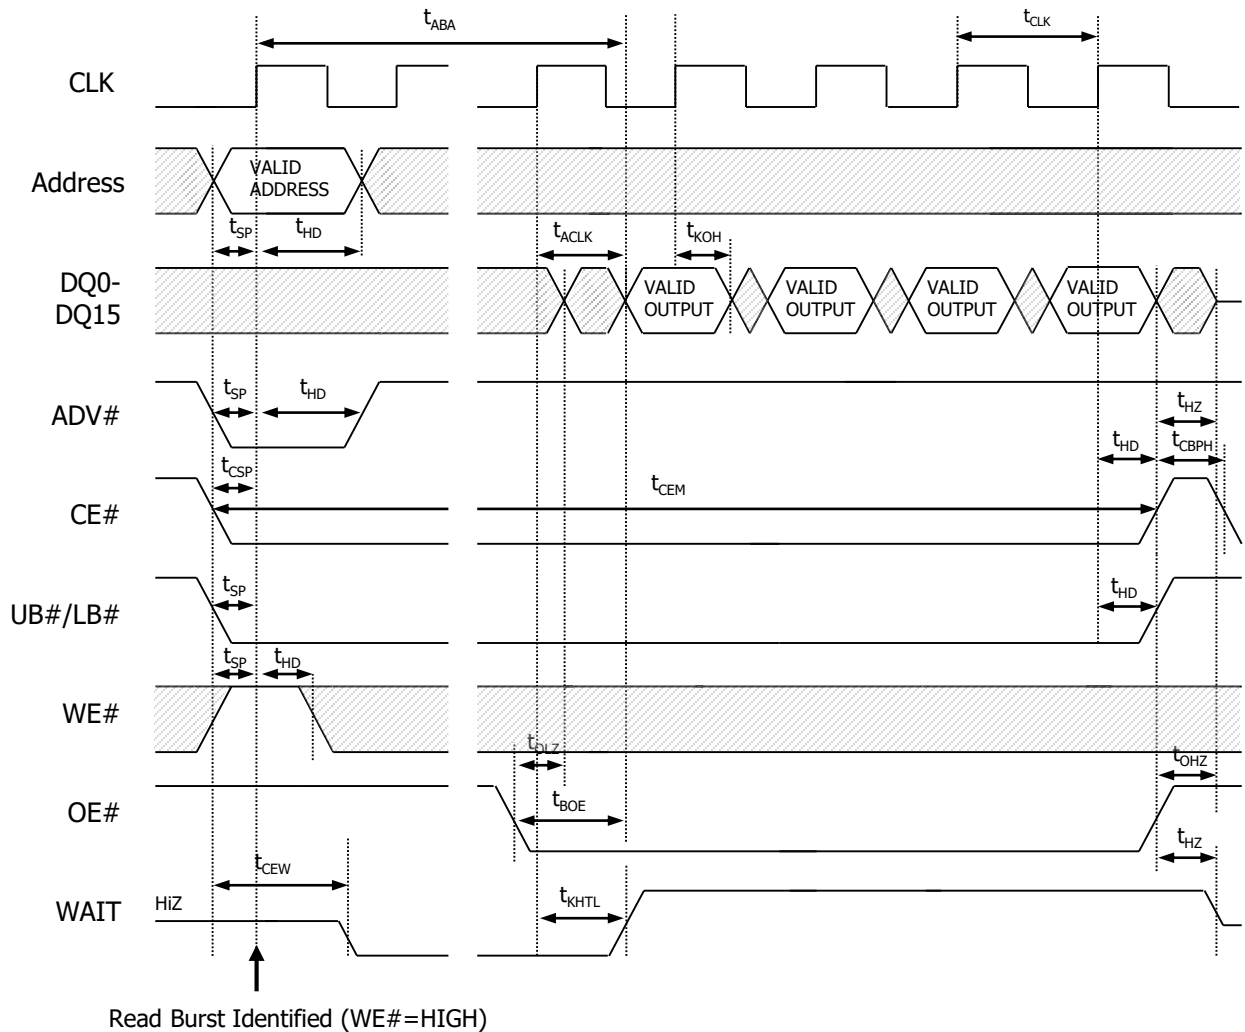 tABA
tCLK
CLK
Address
VALID
ADDRESS
tSP
tHD
tACLK
tKOH
DQ0-
DQ15
VALID
OUTPUT
VALID
OUTPUT
VALID
OUTPUT
VALID
OUTPUT
ADV#
tSP
tHD
tHZ
tHD
tCBPH
CE#
tCSP
tCEM
UB#/LB#
tSP
tHD
WE#
tSP
tHD
tOLZ
tOHZ
OE#
tBOE
tHZ
tCEW
WAIT
HiZ
tKHTL
Read Burst Identified (WE#=HIGH)